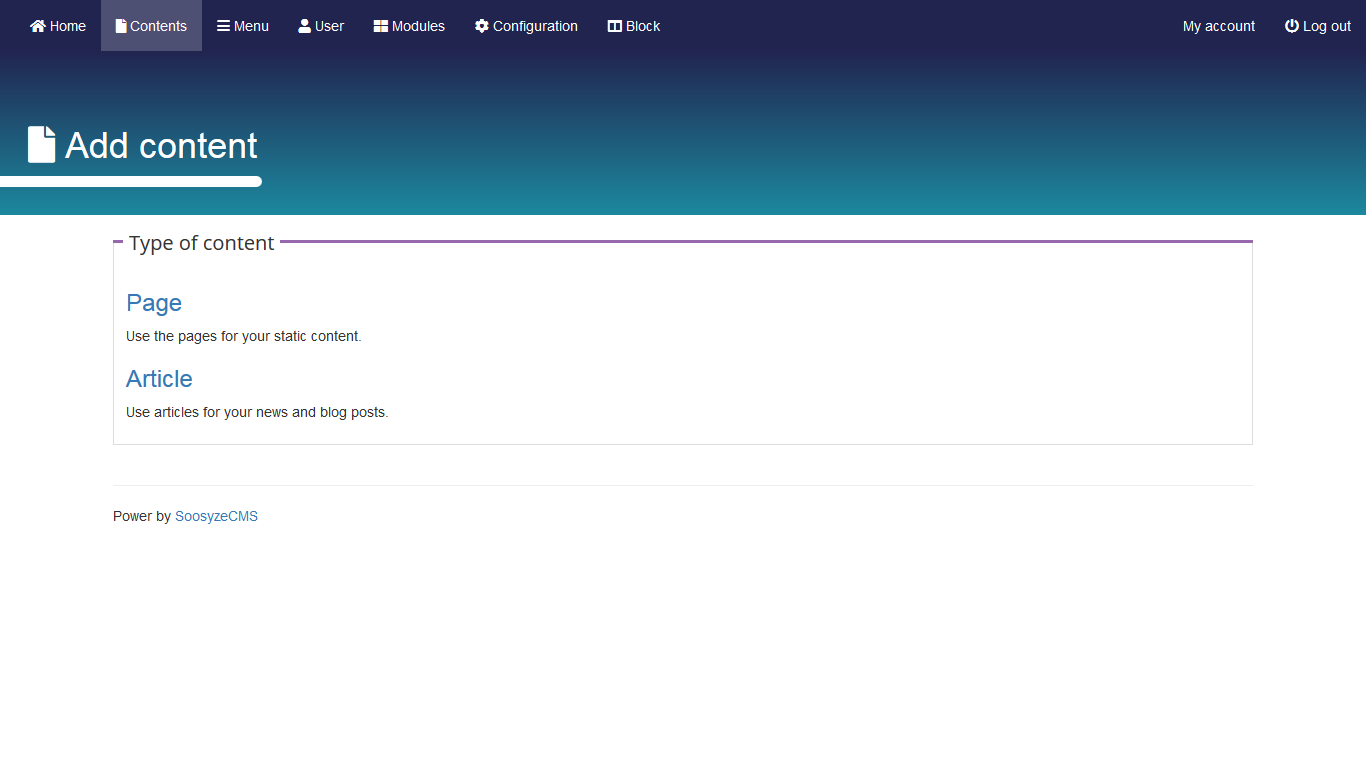 Home Contents Menu User Modules Configuration Block My account Log out
Add content
Type of content
Page
Use the pages for your static content.
Article
Use articles for your news and blog posts.
Power by SoosyzeCMS